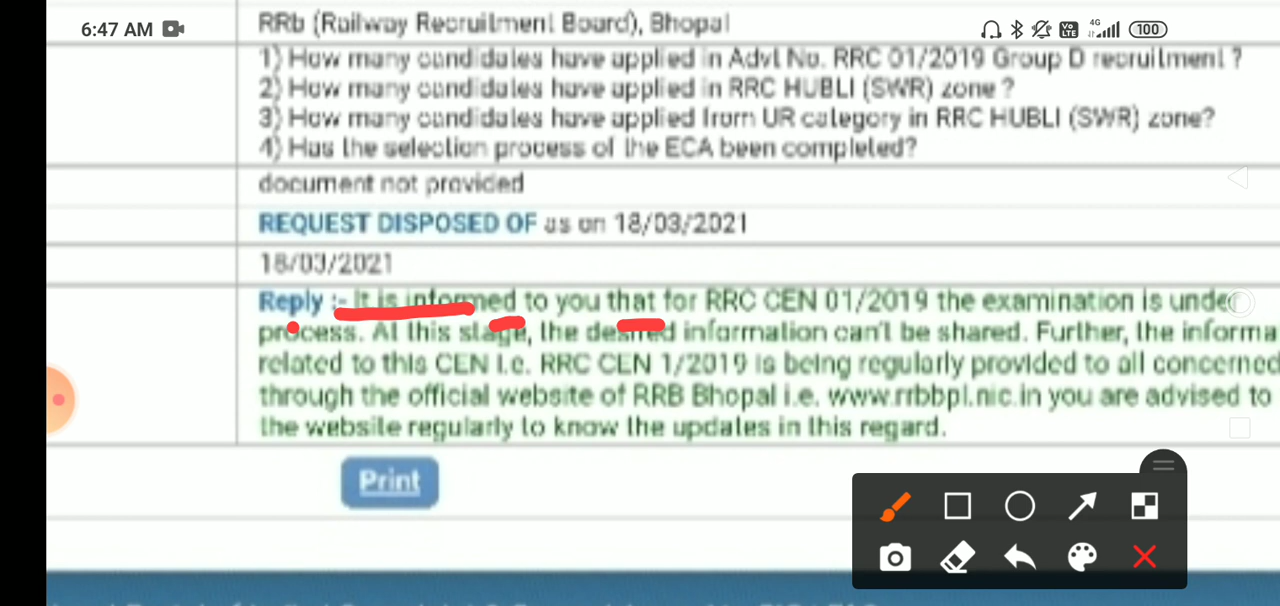 6:47 AM
4G
Vo LTE
100
RRb (Railway Recruitment Board), Bhopal
1) How many candidates have applied in Advt No. RRC 01/2019 Group D recruitment ?
2) How many candidates have applied in RRC HUBLI (SWR) zone ?
3) How many candidates have applied from UR category in RRC HUBLI (SWR) zone?
4) Has the selection process of the ECA been completed?
document not provided
REQUEST DISPOSED OF as on 18/03/2021
18/03/2021
Reply :- It is informed to you that for RRC CEN 01/2019 the examination is under
process. At this stage, the desired information can't be shared. Further, the informa
related to this CEN i.e. RRC CEN 1/2019 is being regularly provided to all concerned
through the official website of RRB Bhopal i.e. www.rrbbpl.nic.in you are advised to
the website regularly to know the updates in this regard.
Print